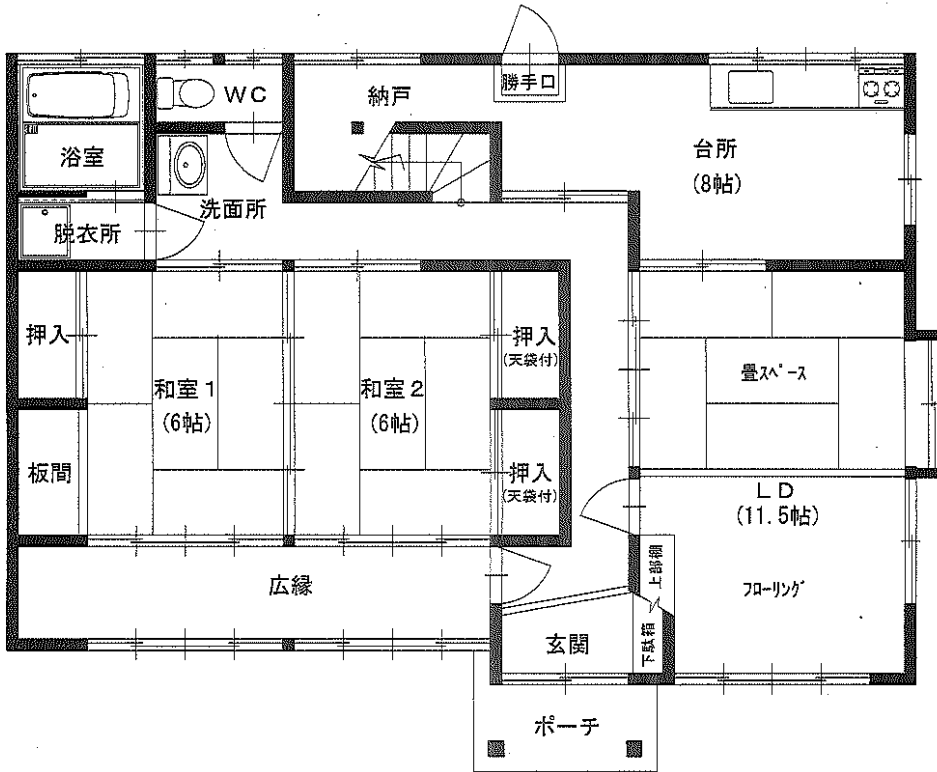 勝手口
WC
納戸
台所
(8帖)
浴室
洗面所
脱衣所
押入
和室1
(6帖)
和室2
(6帖)
押入
(天袋付)
畳スペース
板間
押入
(天袋付)
LD
(11.5帖)
フローリング
広縁
上部棚
下駄箱
玄関
ポーチ